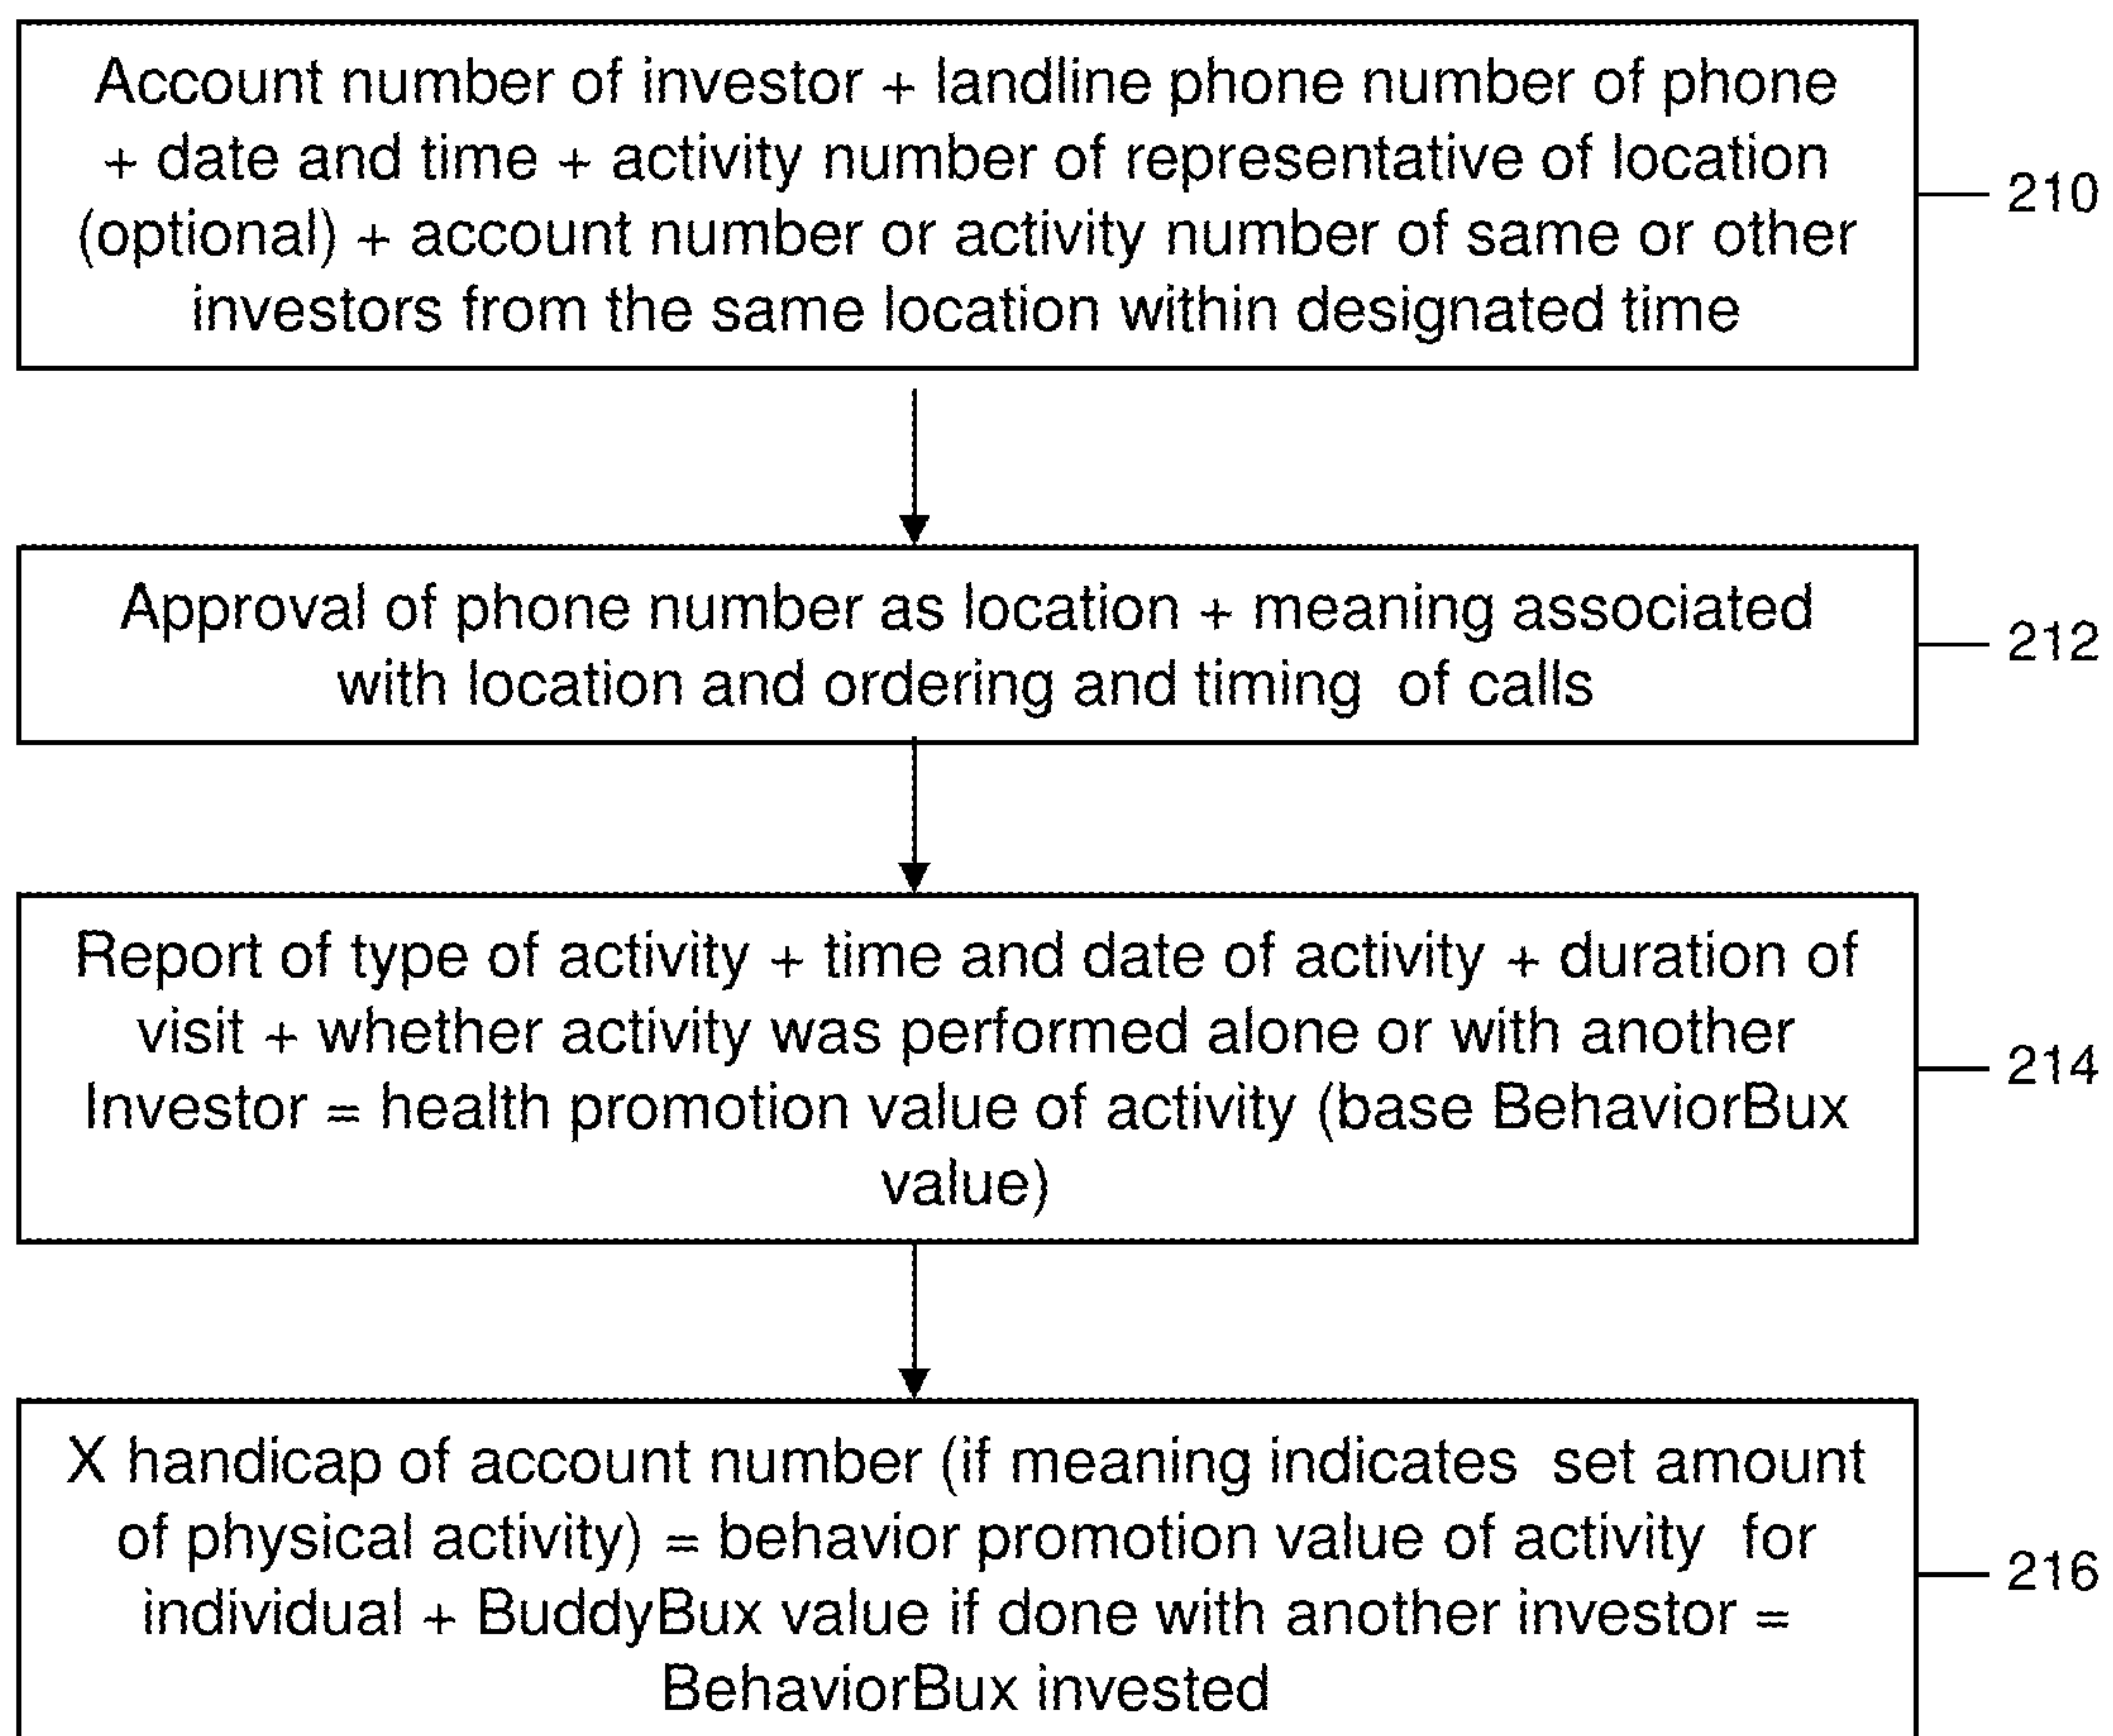 Account number of investor + landline phone number of phone
+ date and time + activity number of representative of location
(optional) + account number or activity number of same or other
investors from the same location within designated time
210
Approval of phone number as location + meaning associated
with location and ordering and timing of calls
212
Report of type of activity + time and date of activity + duration of
visit + whether activity was performed alone or with another
Investor = health promotion value of activity (base BehaviorBux
value)
214
X handicap of account number (if meaning indicates set amount
of physical activity) = behavior promotion value of activity for
individual + BuddyBux value if done with another investor =
BehaviorBux invested
216